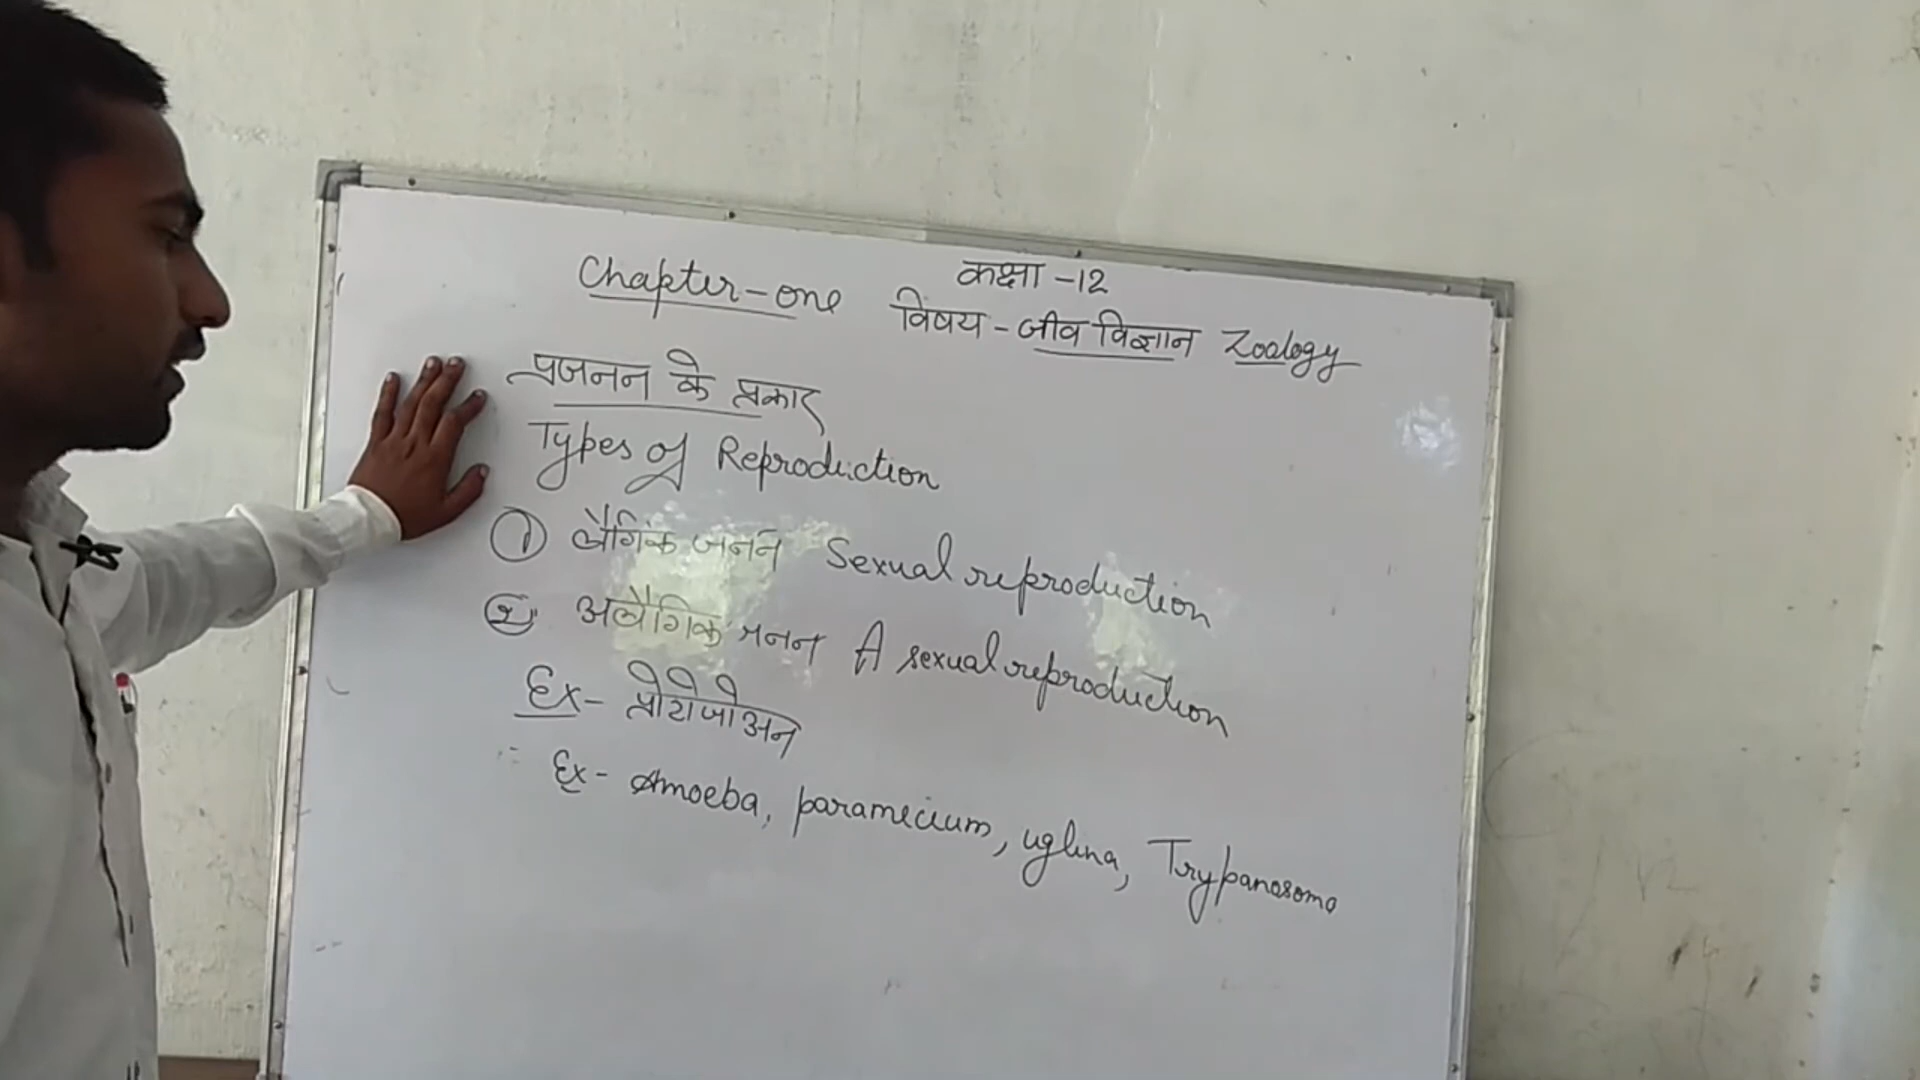 Chapter-one कक्षा -12
विषय - जीव विज्ञान Zoology
प्रजनन के प्रकार
Types of Reproduction
① लैगिंक जनन Sexual reproduction
② अलैगिक जनन A sexual reproduction
Ex- प्रोटोजोअन
Ex- Amoeba, paramecium, uglena, Trypanosoma